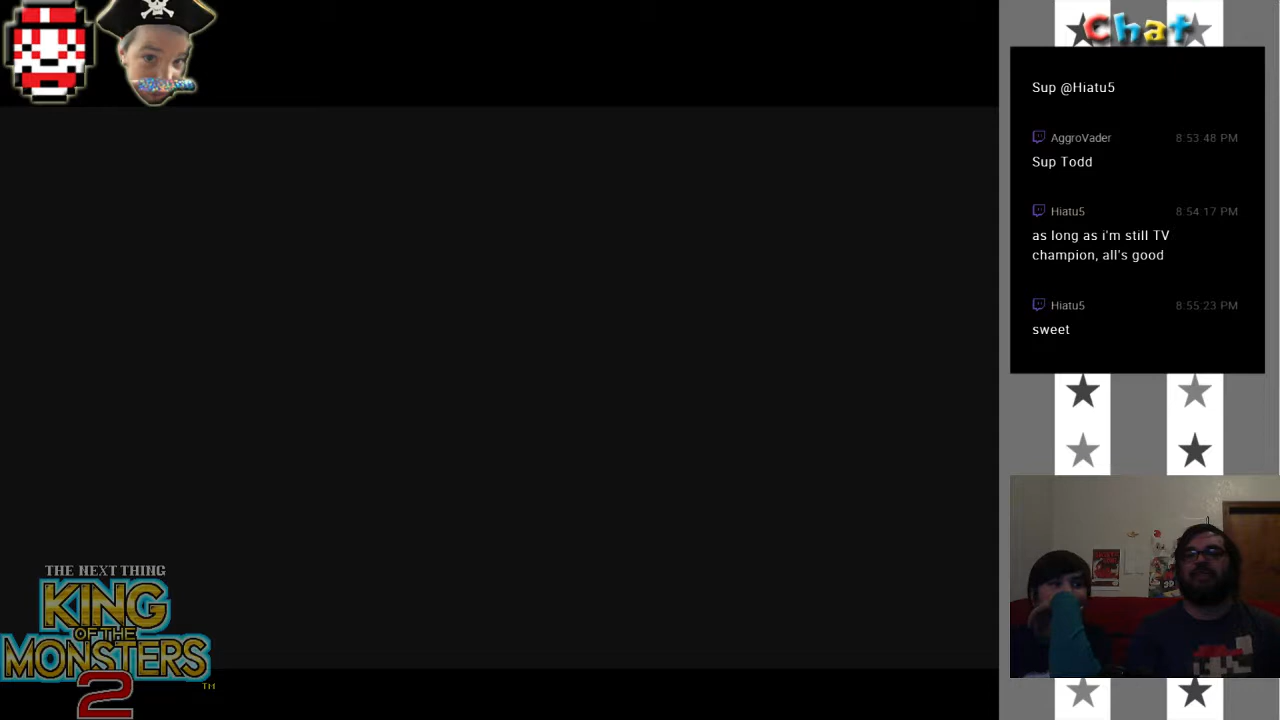 Chat
Sup @Hiatu5
AggroVader 8:53:48 PM
Sup Todd
Hiatu5 8:54:17 PM
as long as i'm still TV
champion, all's good
Hiatu5 8:55:23 PM
sweet
THE NEXT THING
KING
OF THE
MONSTERS
2
TM